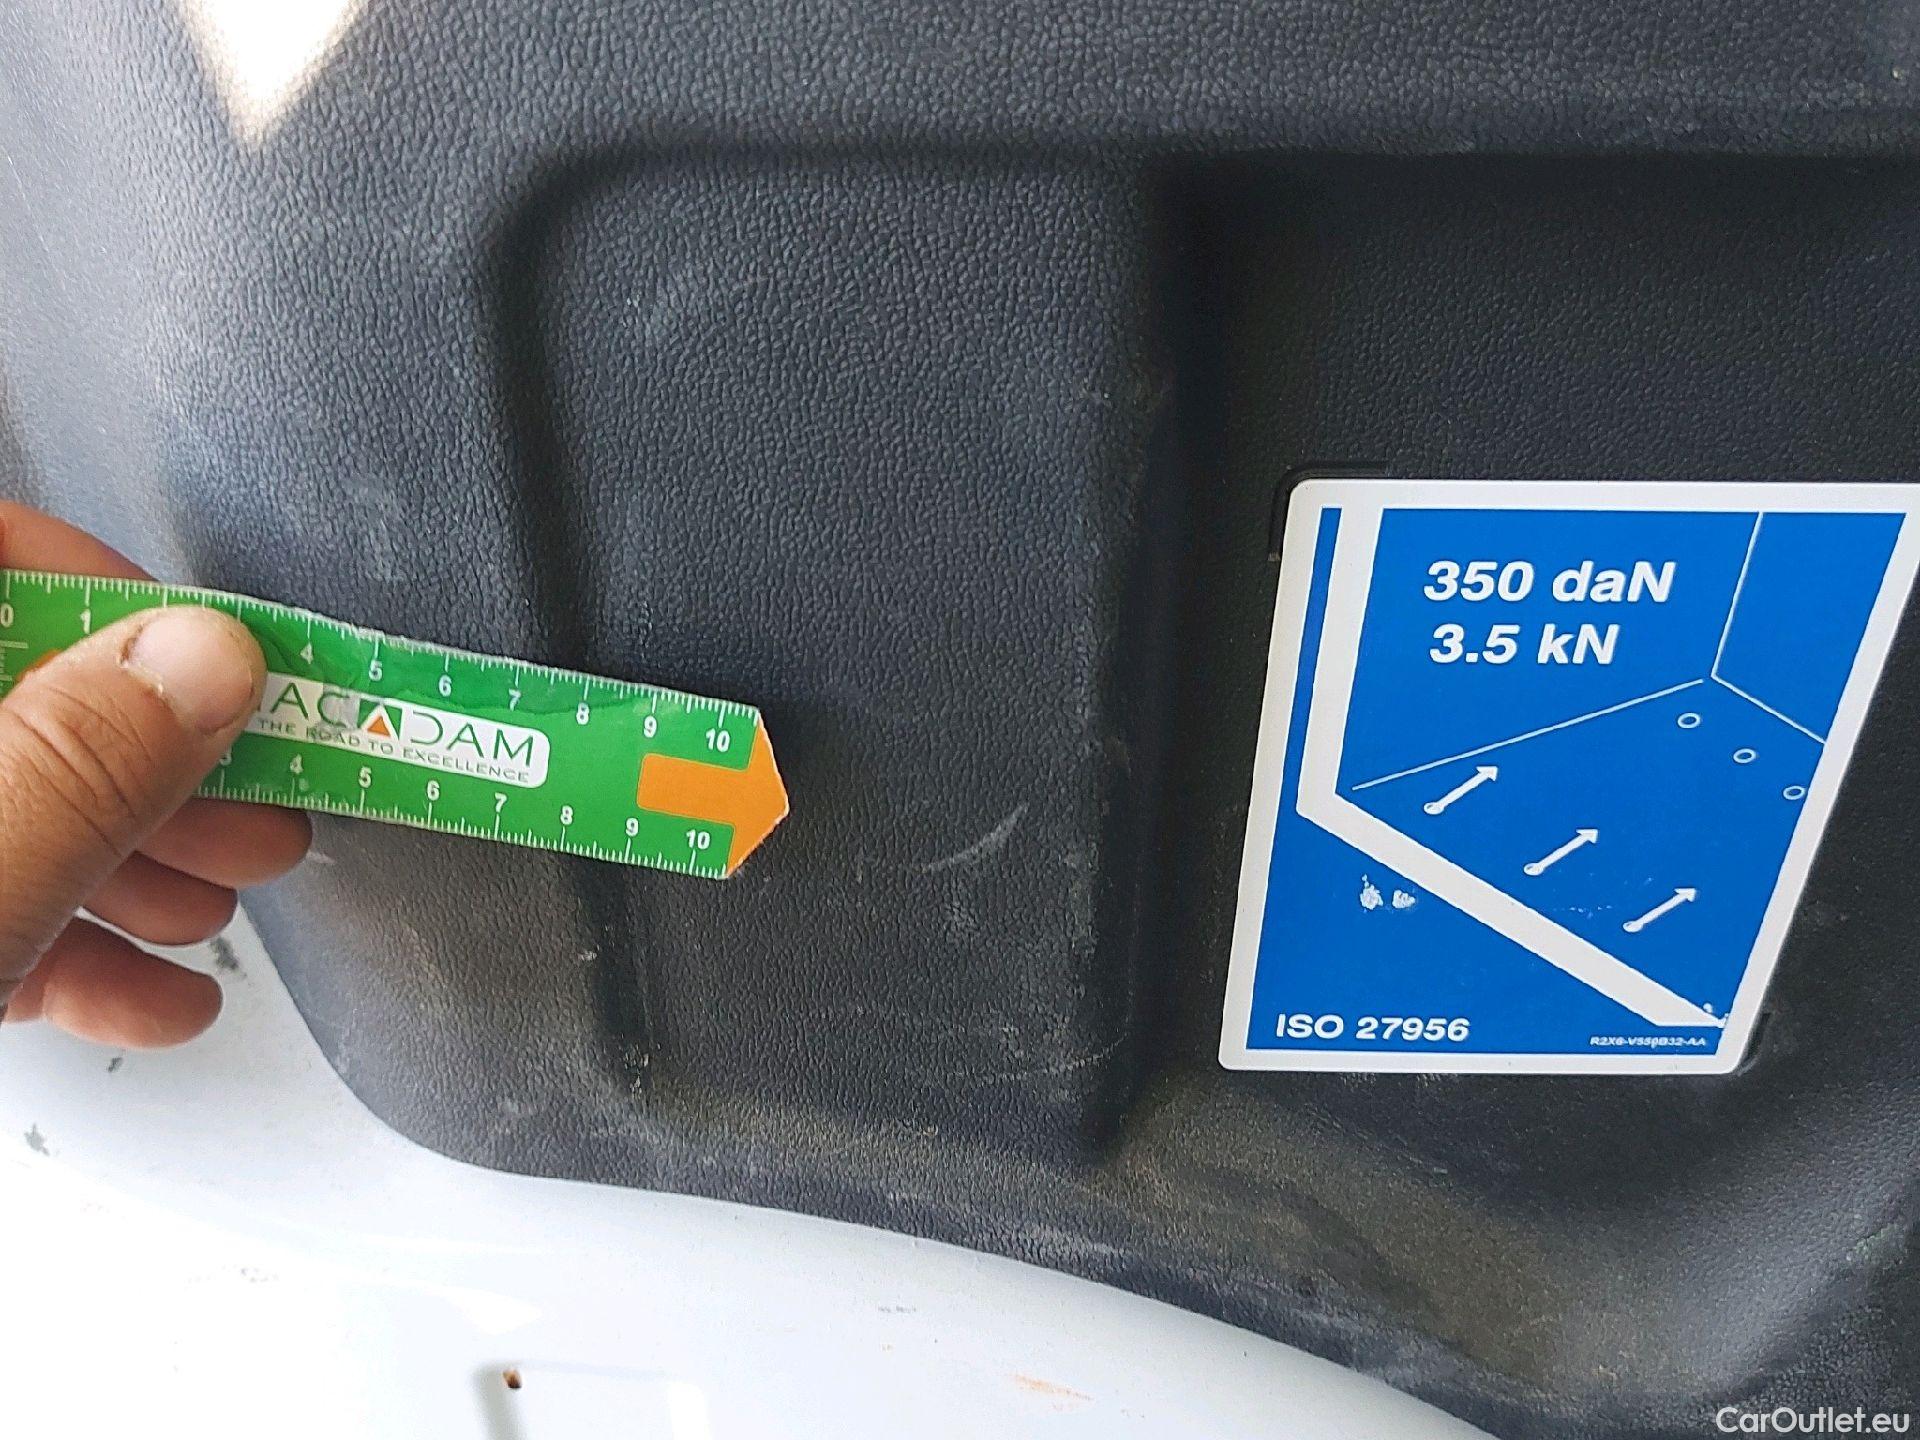 350 daN
3.5 kN
0 1 4 5 6 7 8 9 10
ACADAM
THE ROAD TO EXCELLENCE
3 4 5 6 7 8 9 10
ISO 27956
CarOutlet.eu